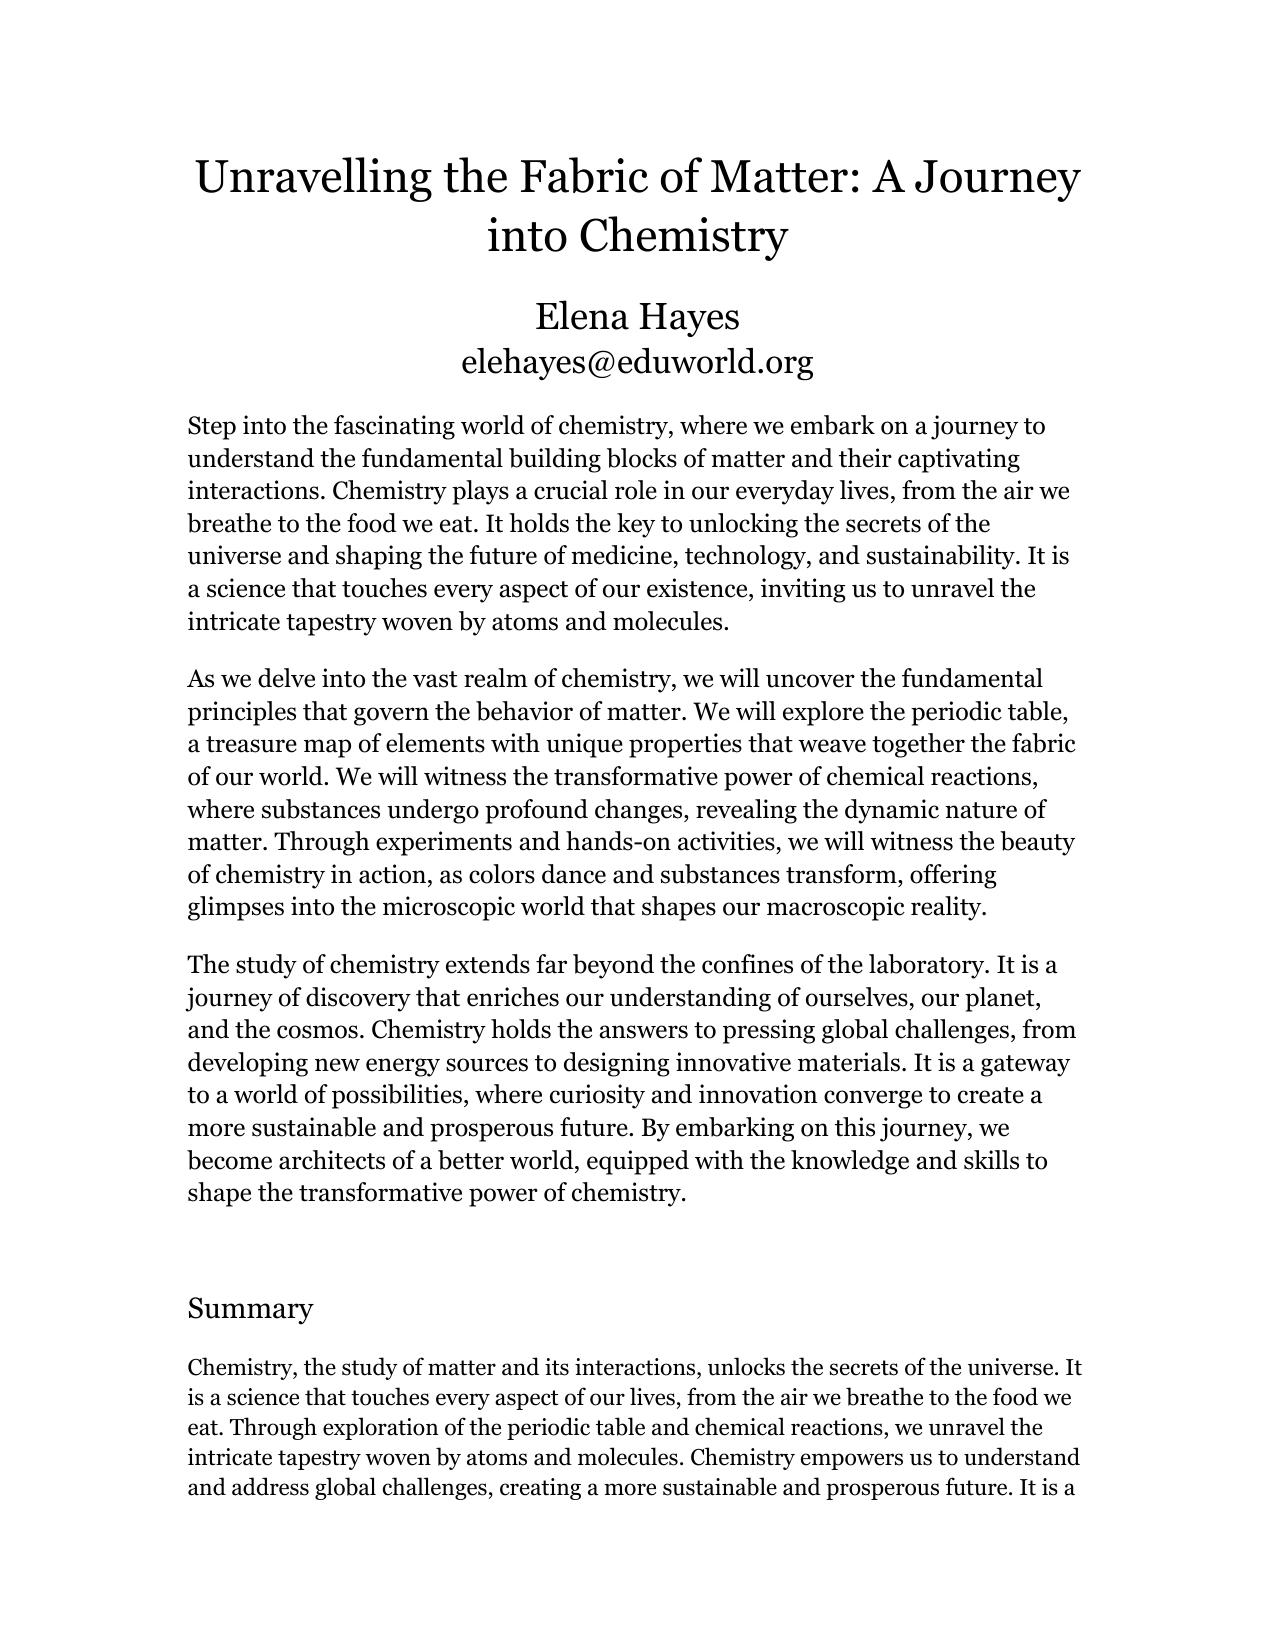 Unravelling the Fabric of Matter: A Journey
into Chemistry
Elena Hayes
elehayes@eduworld.org
Step into the fascinating world of chemistry, where we embark on a journey to
understand the fundamental building blocks of matter and their captivating
interactions. Chemistry plays a crucial role in our everyday lives, from the air we
breathe to the food we eat. It holds the key to unlocking the secrets of the
universe and shaping the future of medicine, technology, and sustainability. It is
a science that touches every aspect of our existence, inviting us to unravel the
intricate tapestry woven by atoms and molecules.
As we delve into the vast realm of chemistry, we will uncover the fundamental
principles that govern the behavior of matter. We will explore the periodic table,
a treasure map of elements with unique properties that weave together the fabric
of our world. We will witness the transformative power of chemical reactions,
where substances undergo profound changes, revealing the dynamic nature of
matter. Through experiments and hands-on activities, we will witness the beauty
of chemistry in action, as colors dance and substances transform, offering
glimpses into the microscopic world that shapes our macroscopic reality.
The study of chemistry extends far beyond the confines of the laboratory. It is a
journey of discovery that enriches our understanding of ourselves, our planet,
and the cosmos. Chemistry holds the answers to pressing global challenges, from
developing new energy sources to designing innovative materials. It is a gateway
to a world of possibilities, where curiosity and innovation converge to create a
more sustainable and prosperous future. By embarking on this journey, we
become architects of a better world, equipped with the knowledge and skills to
shape the transformative power of chemistry.
Summary
Chemistry, the study of matter and its interactions, unlocks the secrets of the universe. It
is a science that touches every aspect of our lives, from the air we breathe to the food we
eat. Through exploration of the periodic table and chemical reactions, we unravel the
intricate tapestry woven by atoms and molecules. Chemistry empowers us to understand
and address global challenges, creating a more sustainable and prosperous future. It is a